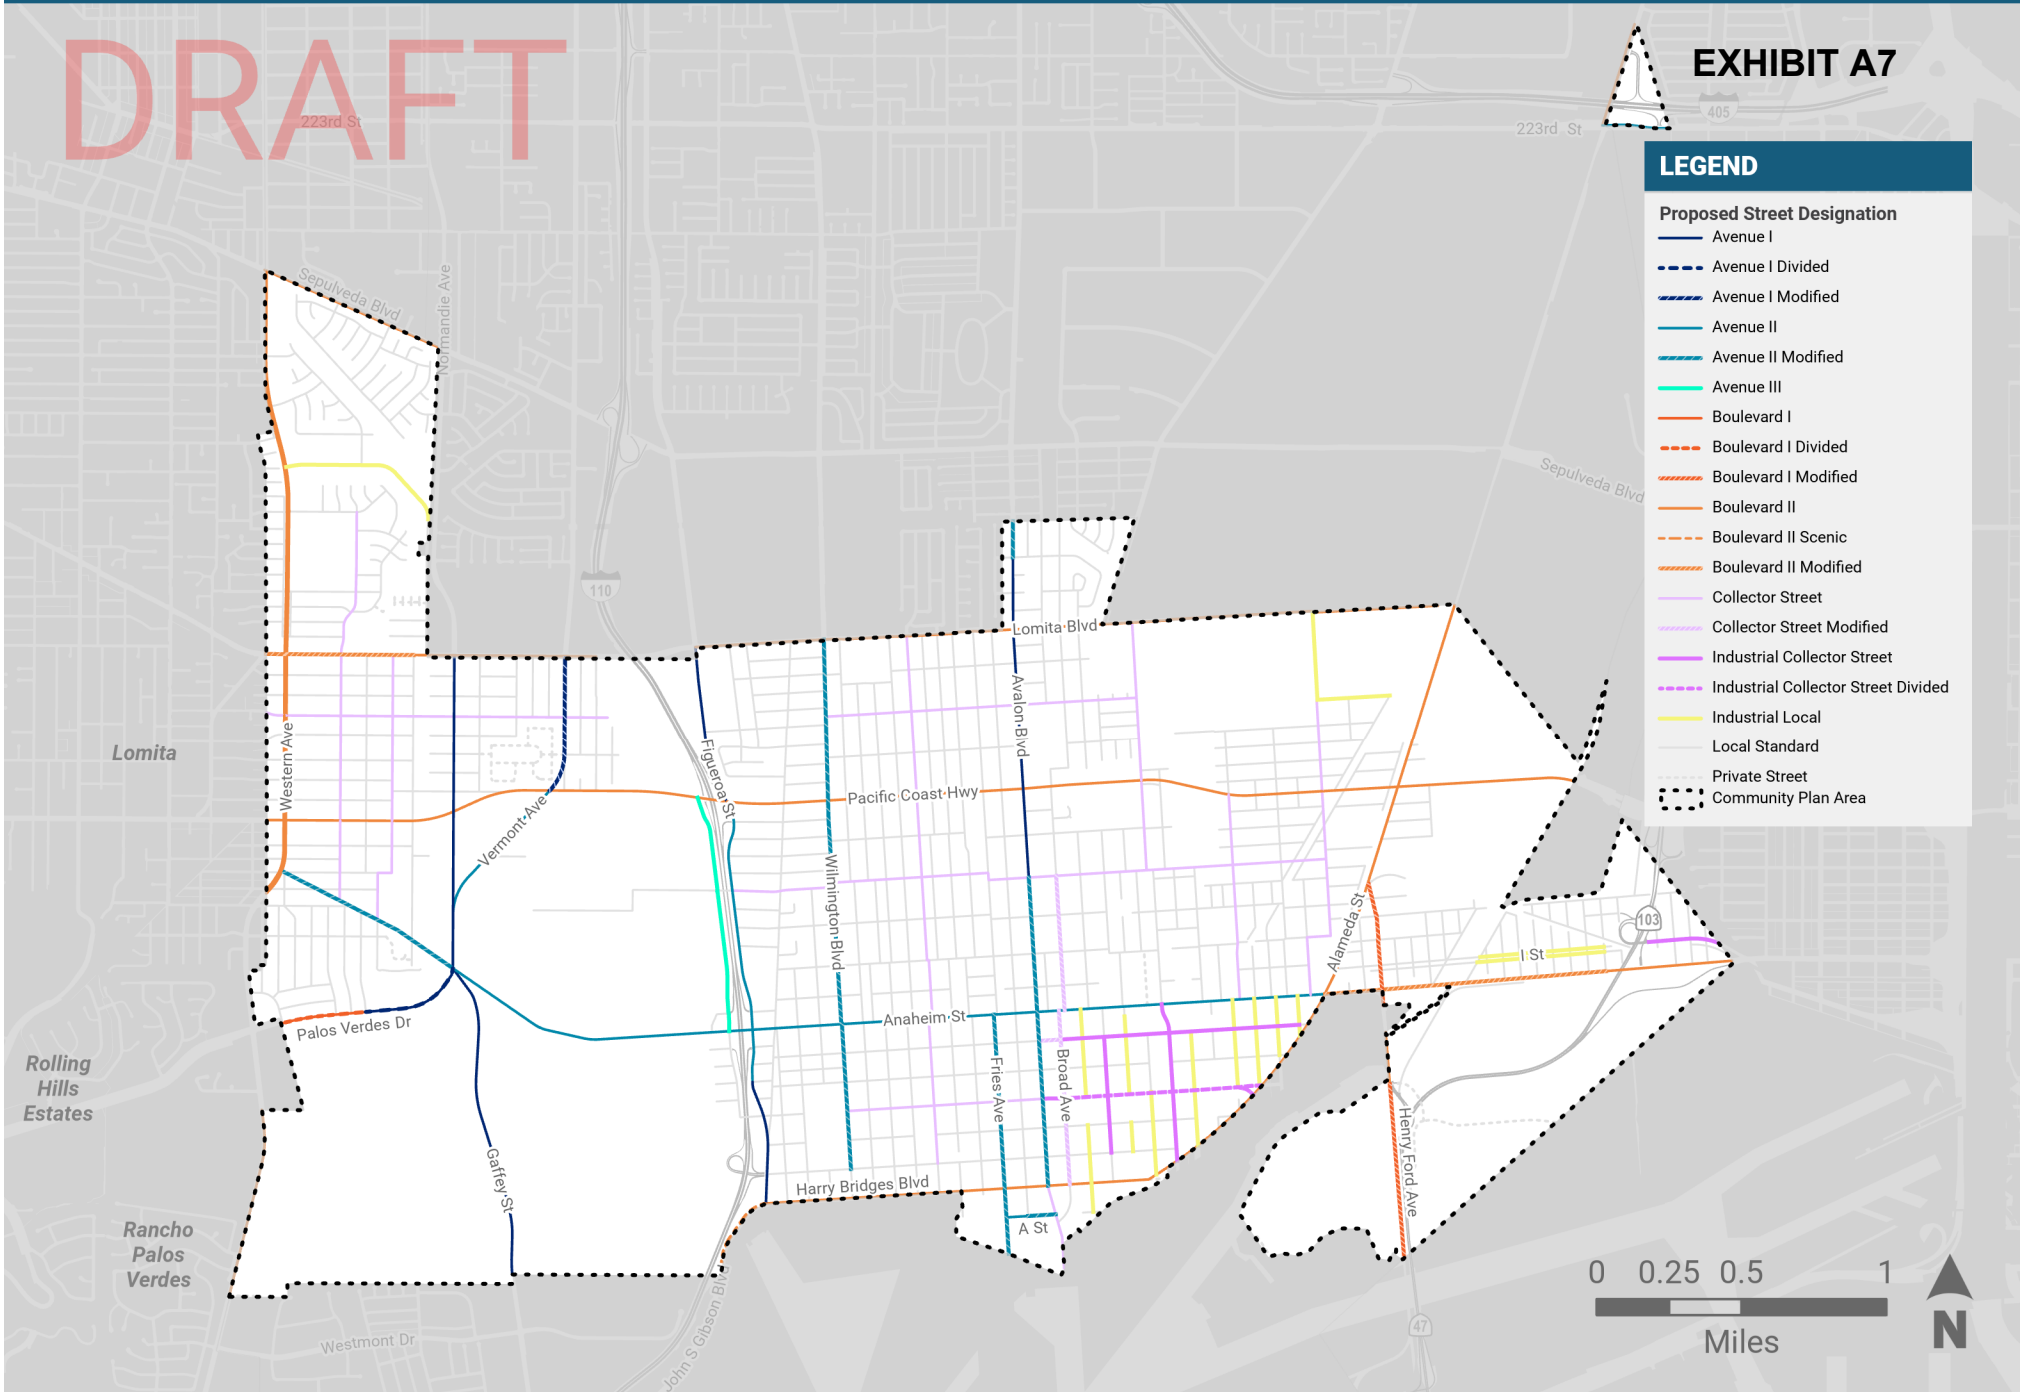 DRAFT
EXHIBIT A7
223rd St
223rd St
405
LEGEND
Proposed Street Designation
Avenue I
Avenue I Divided
Avenue I Modified
Avenue II
Avenue II Modified
Avenue III
Boulevard I
Boulevard I Divided
Boulevard I Modified
Boulevard II
Boulevard II Scenic
Boulevard II Modified
Collector Street
Collector Street Modified
Industrial Collector Street
Industrial Collector Street Divided
Industrial Local
Local Standard
Private Street
Community Plan Area
Sepulveda Blvd
Normandie Ave
Sepulveda Blvd
110
Lomita Blvd
Lomita
Western Ave
Avalon Blvd
Figueroa St
Pacific Coast Hwy
Vermont Ave
Wilmington Blvd
Alameda St
103
I St
Anaheim St
Palos Verdes Dr
Rolling
Hills
Estates
Fries Ave
Broad Ave
Henry Ford Ave
Gaffey St
Harry Bridges Blvd
A St
Rancho
Palos
Verdes
Westmont Dr
John S Gibson Blvd
47
0 0.25 0.5 1
Miles
N